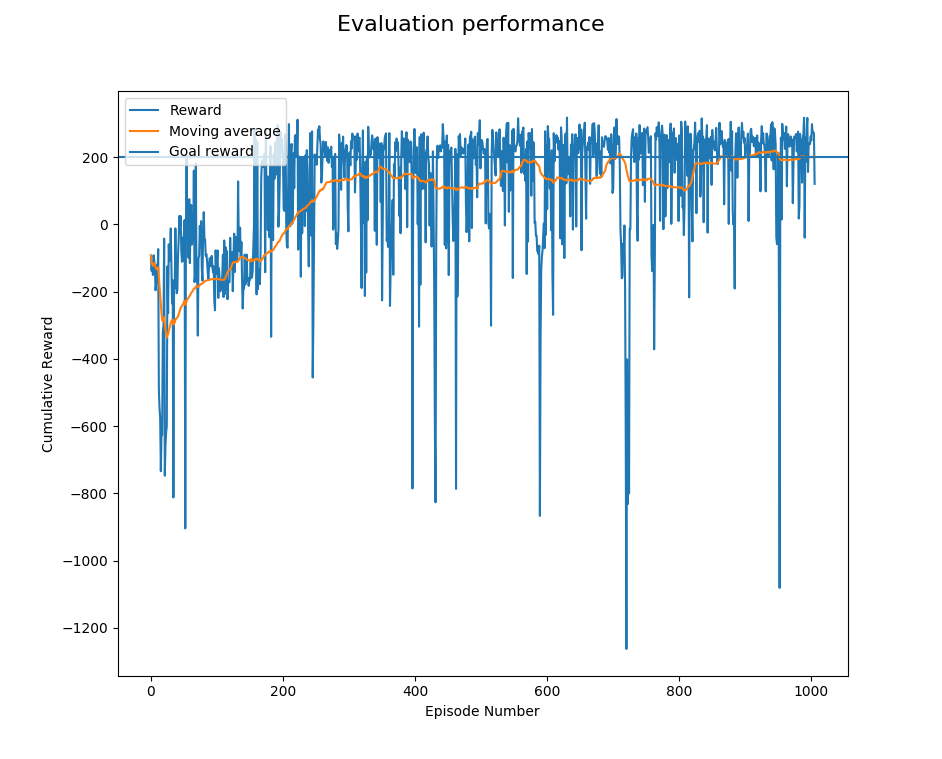 Evaluation performance
Reward
Moving average
Goal reward
200
0
−200
−400
−600
−800
−1000
−1200
Cumulative Reward
0 200 400 600 800 1000
Episode Number